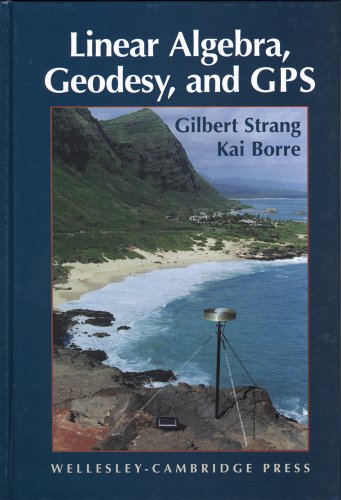 Linear Algebra,
Geodesy, and GPS
Gilbert Strang
Kai Borre
WELLESLEY-CAMBRIDGE PRESS